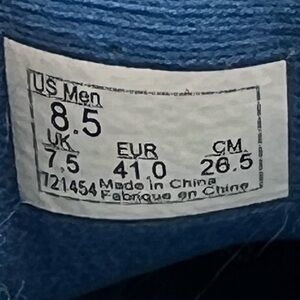 US Men
8.5
UK EUR CM
7,5 41.0 26.5
721454 Made in China
Fabrique en Chine